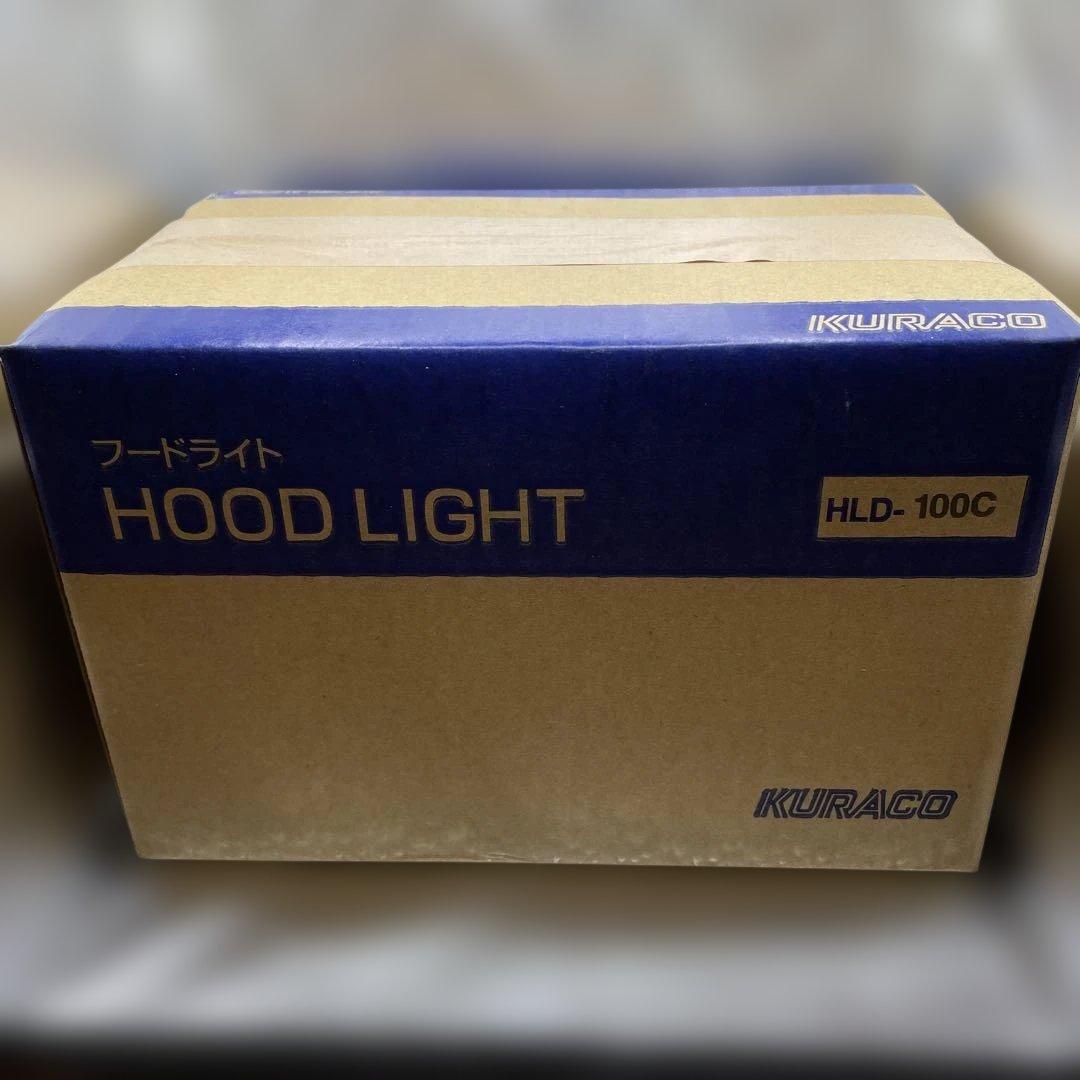 KURACO
フードライト
HOOD LIGHT
HLD- 100C
KURACO